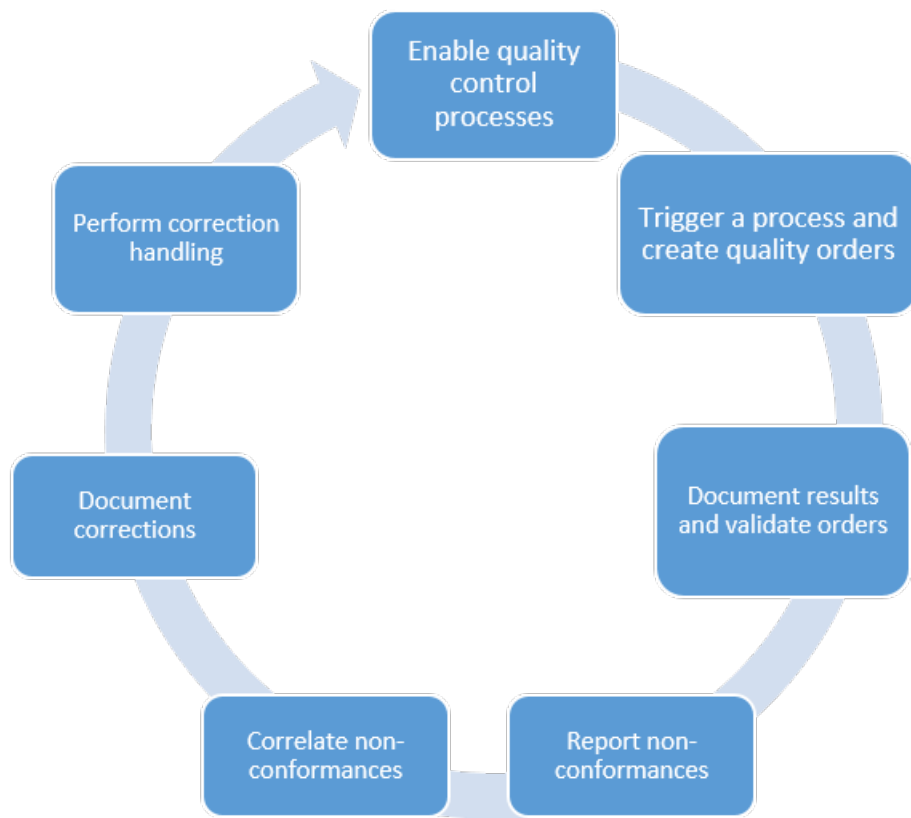 Enable quality
control
processes
Trigger a process and
create quality orders
Document results
and validate orders
Report non-
conformances
Correlate non-
conformances
Document
corrections
Perform correction
handling